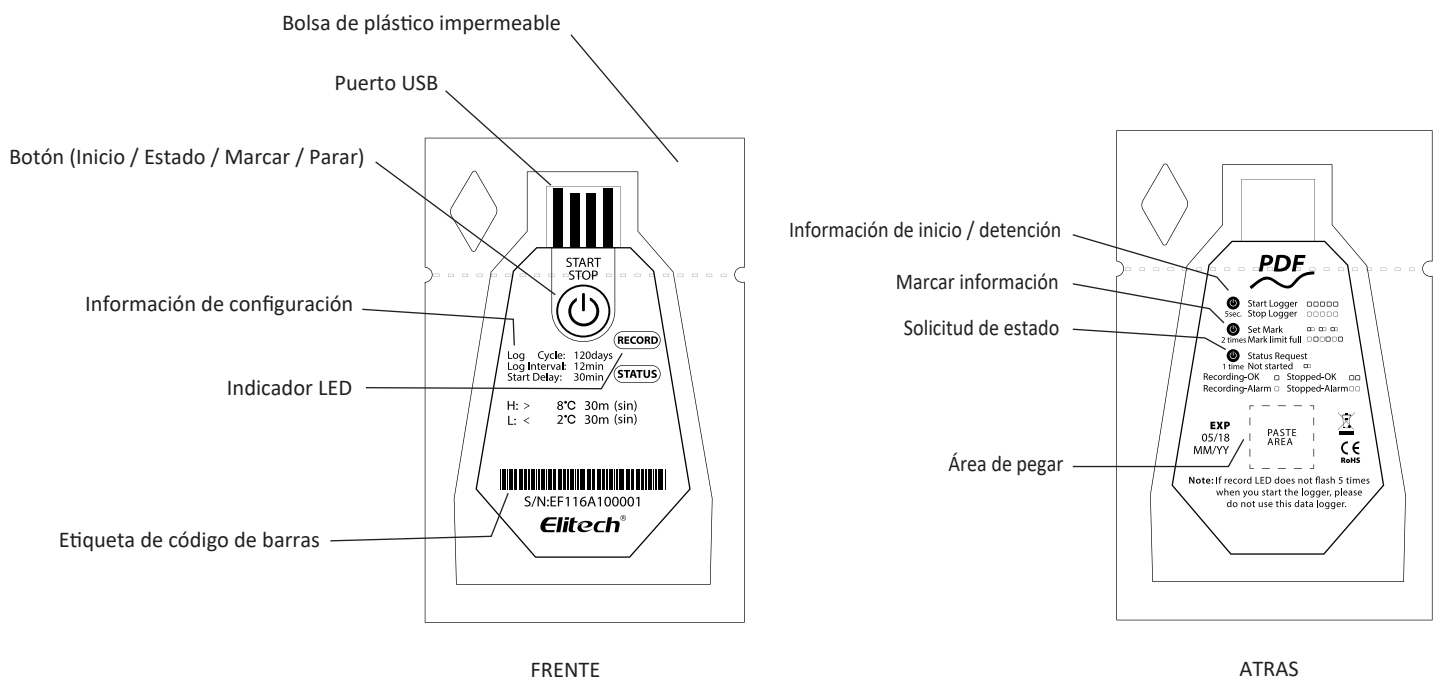 Bolsa de plástico impermeable
Puerto USB
Botón (Inicio / Estado / Marcar / Parar)
Información de configuración
Indicador LED
Etiqueta de código de barras
START
STOP
RECORD
STATUS
Log Cycle: 120days
Log Interval: 12min
Start Delay: 30min
H: > 8°C 30m (sin)
L: < 2°C 30m (sin)
S/N:EF116A100001
Elitech®
FRENTE
Información de inicio / detención
Marcar información
Solicitud de estado
Área de pegar
PDF
Start Logger
5sec. Stop Logger
Set Mark
2 times Mark limit full
Status Request
1 time Not started
Recording-OK Stopped-OK
Recording-Alarm Stopped-Alarm
EXP
05/18
MM/YY
PASTE
AREA
CE
RoHS
Note: If record LED does not flash 5 times
when you start the logger, please
do not use this data logger.
ATRAS